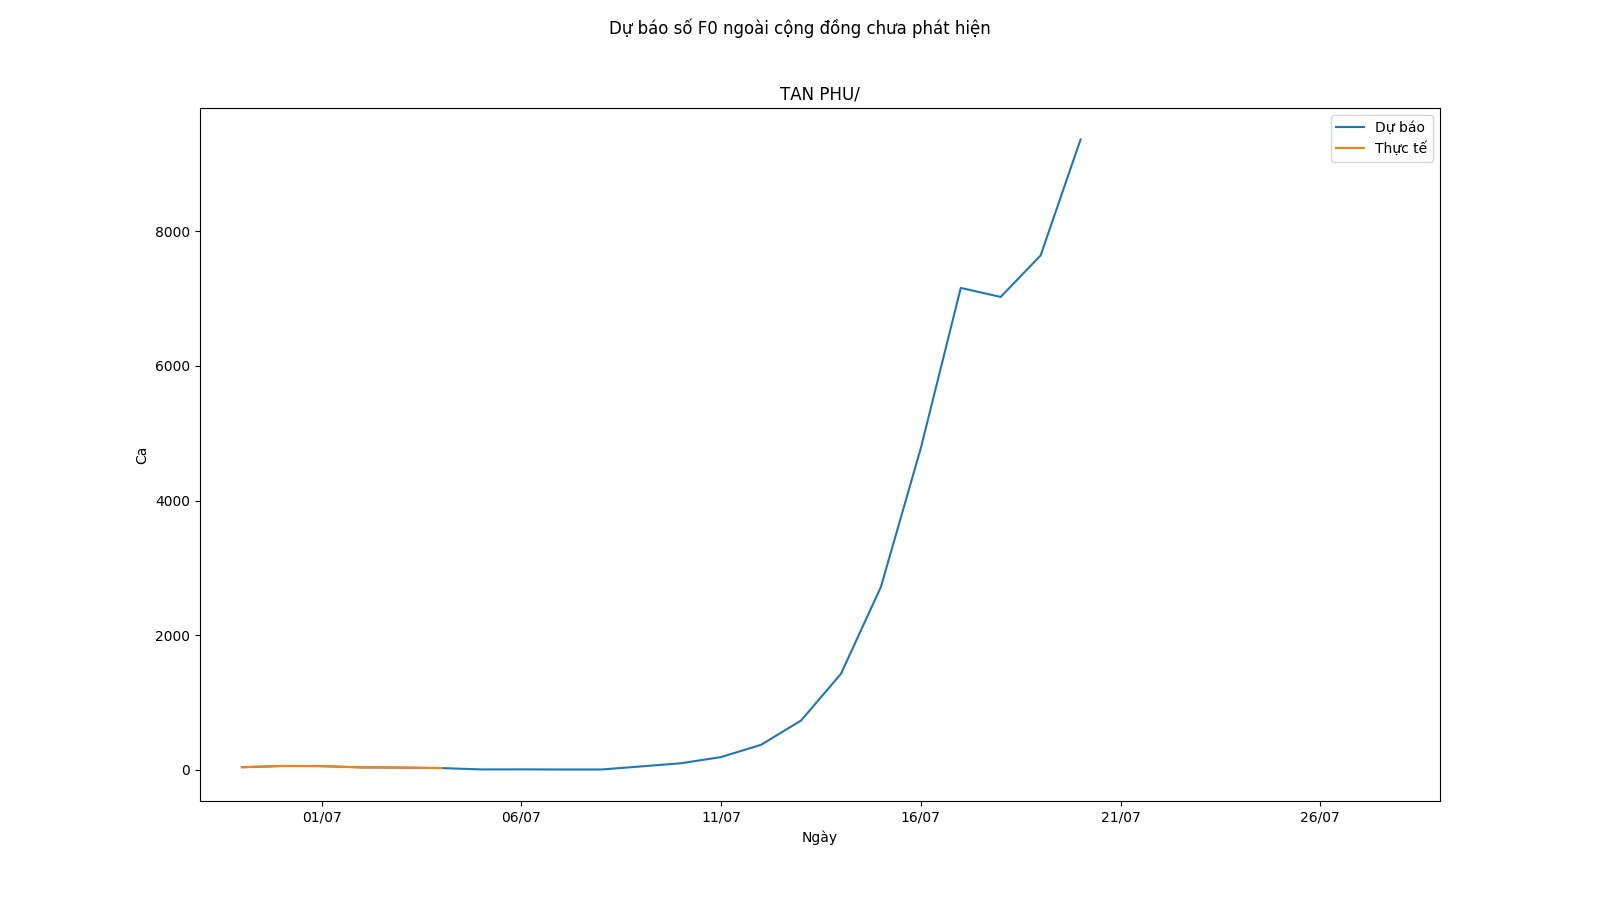 Dự báo số F0 ngoài cộng đồng chưa phát hiện
TAN PHU/
Dự báo
Thực tế
8000
6000
4000
2000
0
Ca
01/07
06/07
11/07
16/07
21/07
26/07
Ngày